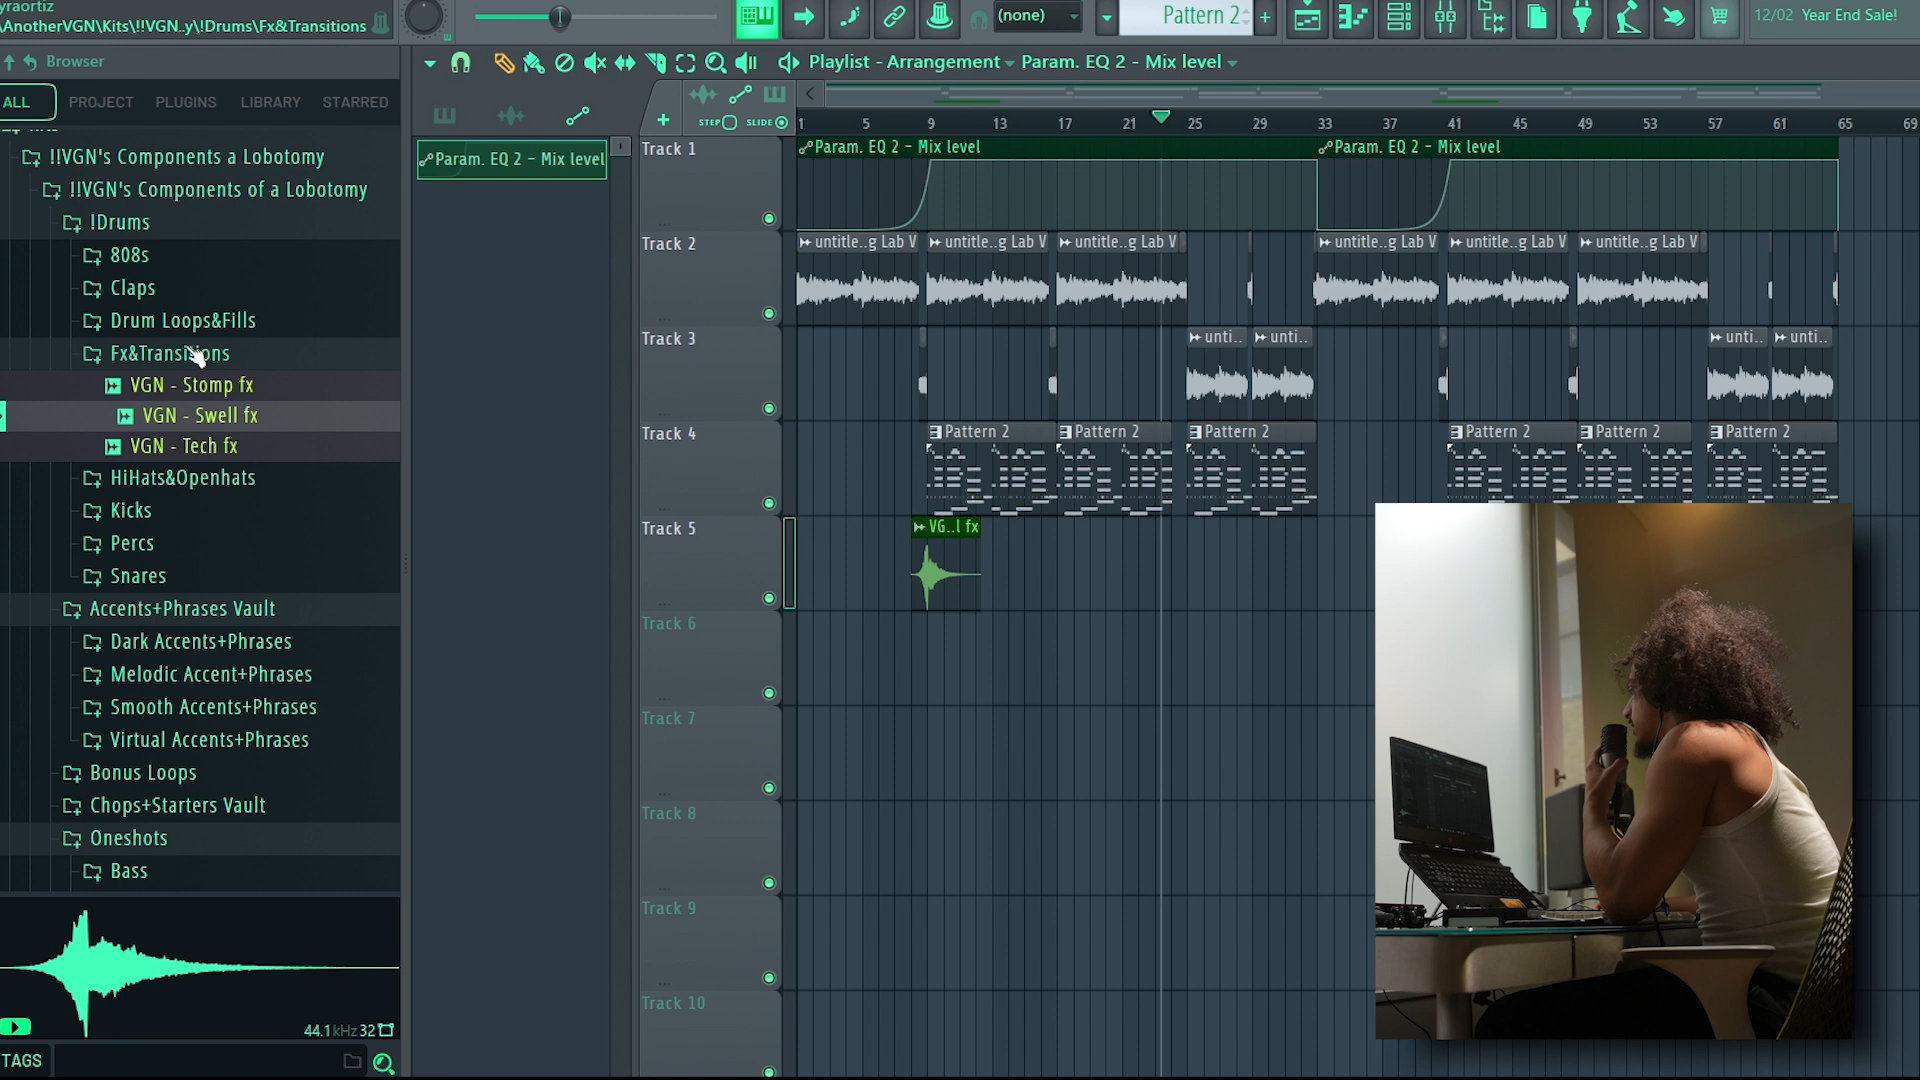 yraortiz
\AnotherVGN\Kits\!!VGN..y\!Drums\Fx&Transitions
(none)
Pattern 2
12/02 Year End Sale!
Browser
Playlist - Arrangement Param. EQ 2 - Mix level
ALL PROJECT PLUGINS LIBRARY STARRED
STEP SLIDE
1 5 9 13 17 21 25 29 33 37 41 45 49 53 57 61 65 69
!!VGN's Components a Lobotomy
!!VGN's Components of a Lobotomy
!Drums
808s
Claps
Drum Loops&Fills
Fx&Transitions
VGN - Stomp fx
VGN - Swell fx
VGN - Tech fx
HiHats&Openhats
Kicks
Percs
Snares
Accents+Phrases Vault
Dark Accents+Phrases
Melodic Accent+Phrases
Smooth Accents+Phrases
Virtual Accents+Phrases
Bonus Loops
Chops+Starters Vault
Oneshots
Bass
44.1kHz 32
TAGS
Param. EQ 2 - Mix level
Track 1
Param. EQ 2 - Mix level
Param. EQ 2 - Mix level
Track 2
untitle..g Lab V
untitle..g Lab V
untitle..g Lab V
untitle..g Lab V
untitle..g Lab V
untitle..g Lab V
Track 3
unti..
unti..
unti..
unti..
Track 4
Pattern 2
Pattern 2
Pattern 2
Pattern 2
Pattern 2
Pattern 2
Track 5
VG..l fx
Track 6
Track 7
Track 8
Track 9
Track 10